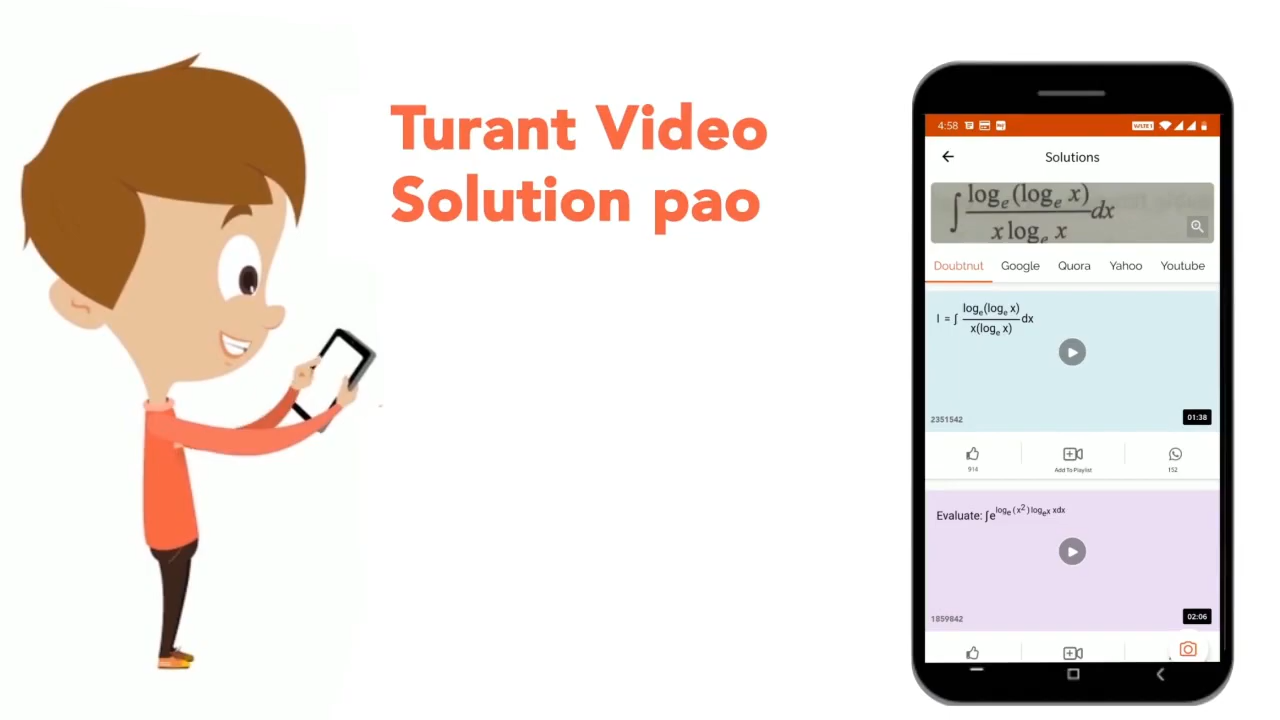 Turant Video
Solution pao
4:58
Solutions
∫ logₑ(logₑ x) / x logₑ x dx
Doubtnut Google Quora Yahoo Youtube
I = ∫ logₑ(logₑ x) / x(logₑ x) dx
2351542 01:38
914 Add To Playlist 152
Evaluate: ∫e^logₑ(x²)logₑx xdx
1859842 02:06